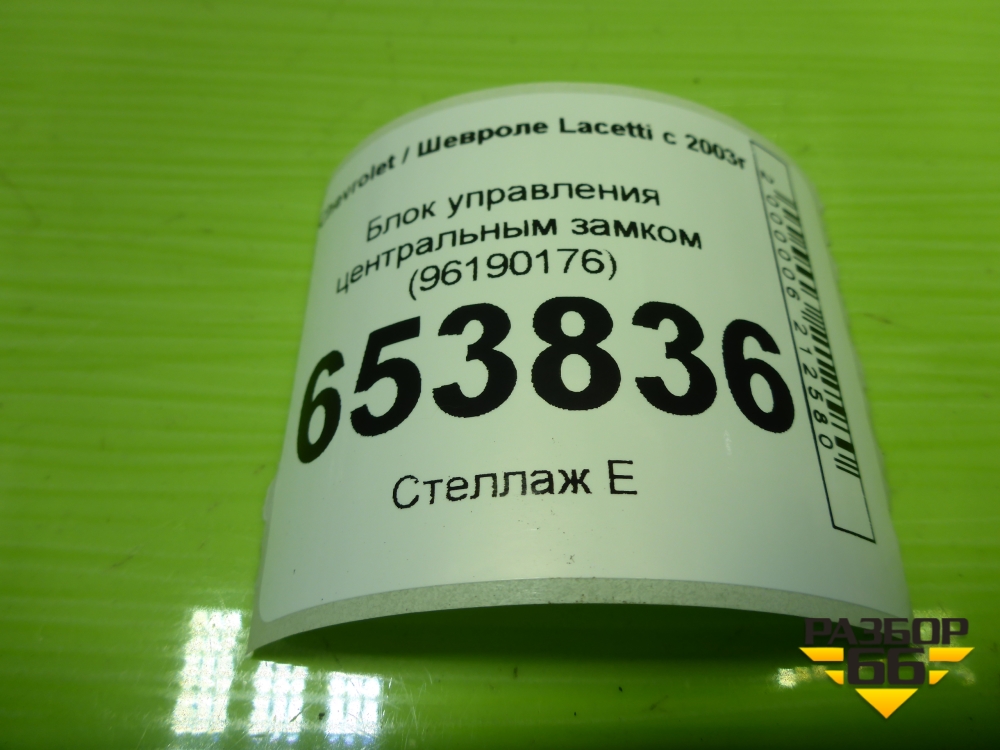 Chevrolet / Шевроле Lacetti с 2003г
Блок управления
центральным замком
(96190176)
653836
Стеллаж Е
2000006212580
РАЗБОР
66